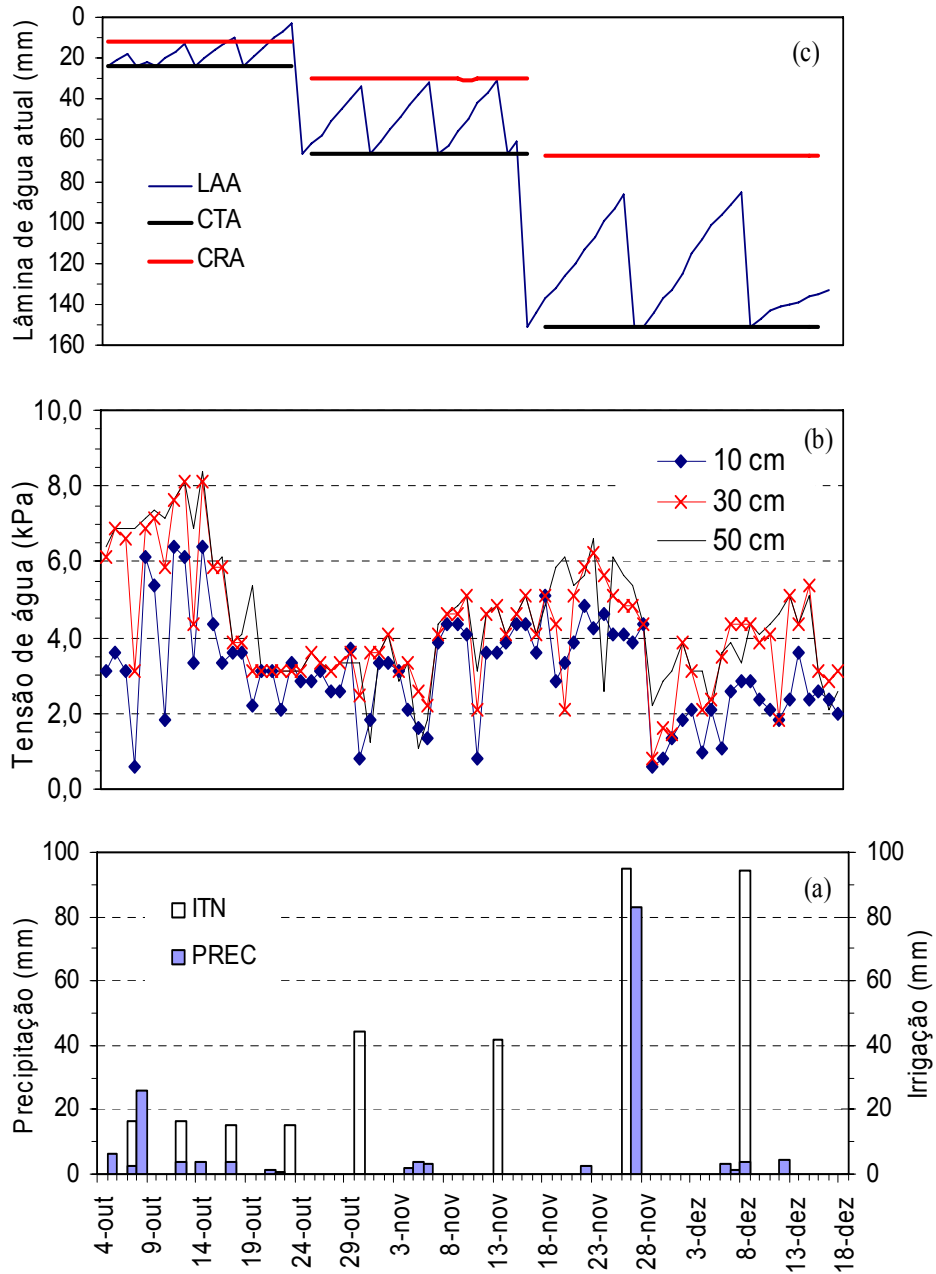 Lâmina de água atual (mm)
0
20
40
60
80
100
120
140
160
(c)
LAA
CTA
CRA
Tensão de água (kPa)
10,0
8,0
6,0
4,0
2,0
0,0
(b)
10 cm
30 cm
50 cm
Precipitação (mm)
100
80
60
40
20
0
(a)
ITN
PREC
100
80
60
40
20
0
Irrigação (mm)
4-out
9-out
14-out
19-out
24-out
29-out
3-nov
8-nov
13-nov
18-nov
23-nov
28-nov
3-dez
8-dez
13-dez
18-dez